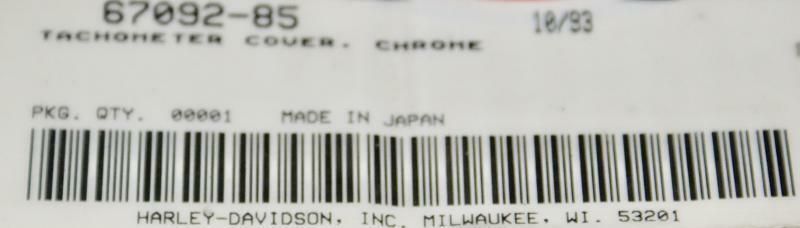 67092-85 10/93
TACHOMETER COVER. CHROME
PKG. QTY. 00001 MADE IN JAPAN
HARLEY-DAVIDSON, INC. MILWAUKEE, WI. 53201